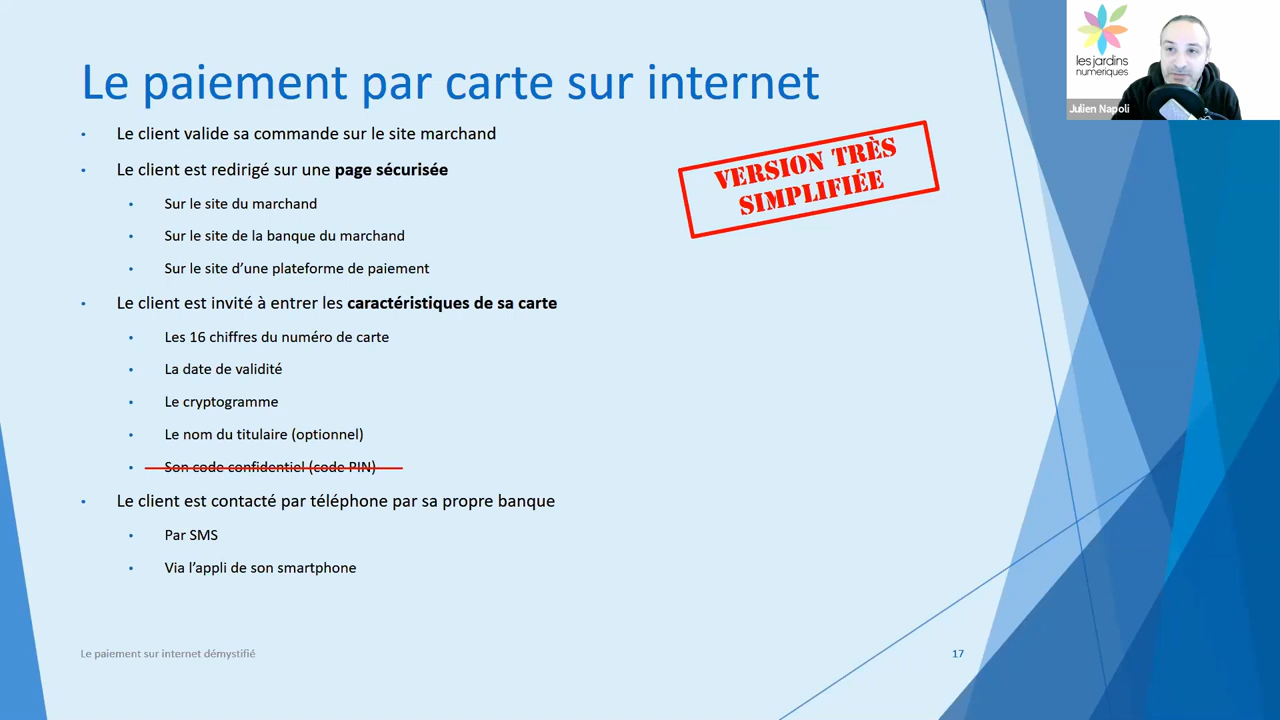 Le paiement par carte sur internet
• Le client valide sa commande sur le site marchand
• Le client est redirigé sur une page sécurisée
• Sur le site du marchand
• Sur le site de la banque du marchand
• Sur le site d’une plateforme de paiement
• Le client est invité à entrer les caractéristiques de sa carte
• Les 16 chiffres du numéro de carte
• La date de validité
• Le cryptogramme
• Le nom du titulaire (optionnel)
• Son code confidentiel (code PIN)
• Le client est contacté par téléphone par sa propre banque
• Par SMS
• Via l’appli de son smartphone
VERSION TRÈS
SIMPLIFIÉE
les jardins
numeriques
Julien Napoli
Le paiement sur internet démystifié
17